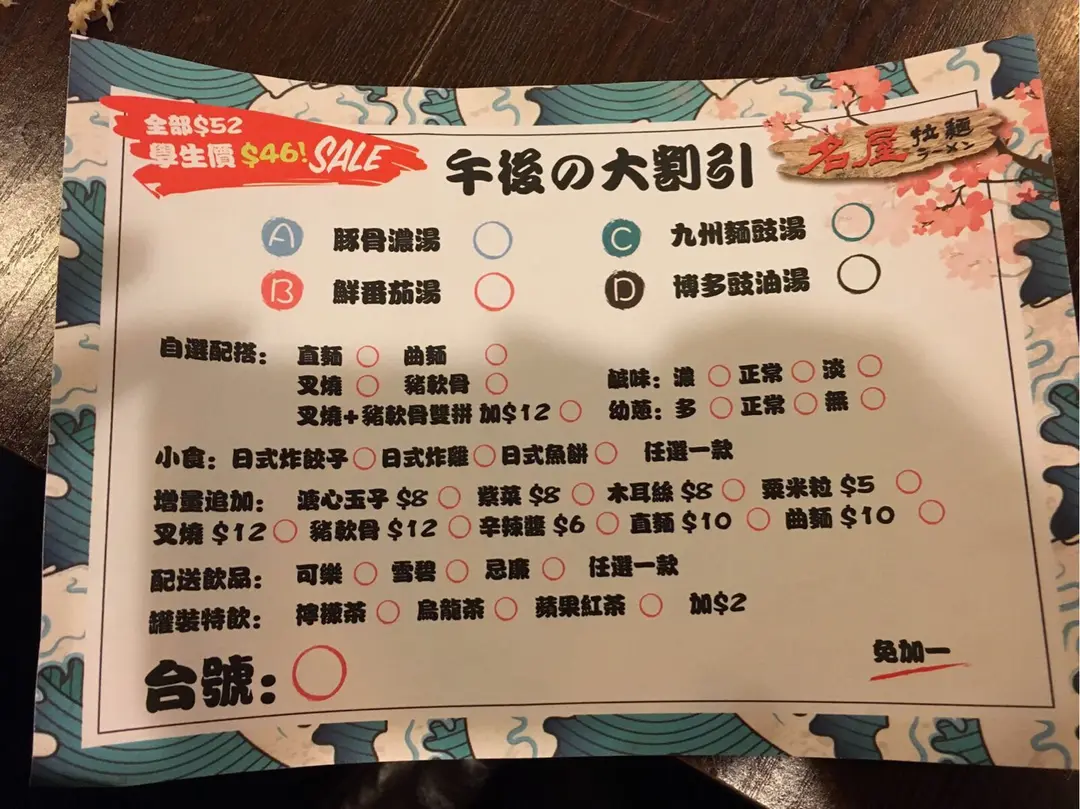 全部$52
學生價 $46! SALE
午後の大割引
名屋 拉麵
ラーメン
A 豚骨濃湯
C 九州麵豉湯
B 鮮番茄湯
D 博多豉油湯
自選配搭： 直麵 曲麵
叉燒 豬軟骨
叉燒+豬軟骨雙拼 加$12
鹹味：濃 正常 淡
幼蔥：多 正常 無
小食：日式炸餃子 日式炸雞 日式魚餅 任選一款
增量追加： 溏心玉子 $8 紫菜 $8 木耳絲 $8 粟米粒 $5
叉燒 $12 豬軟骨 $12 辛辣醬 $6 直麵 $10 曲麵 $10
配送飲品： 可樂 雪碧 忌廉 任選一款
罐裝特飲： 檸檬茶 烏龍茶 蘋果紅茶 加$2
免加一
台號：